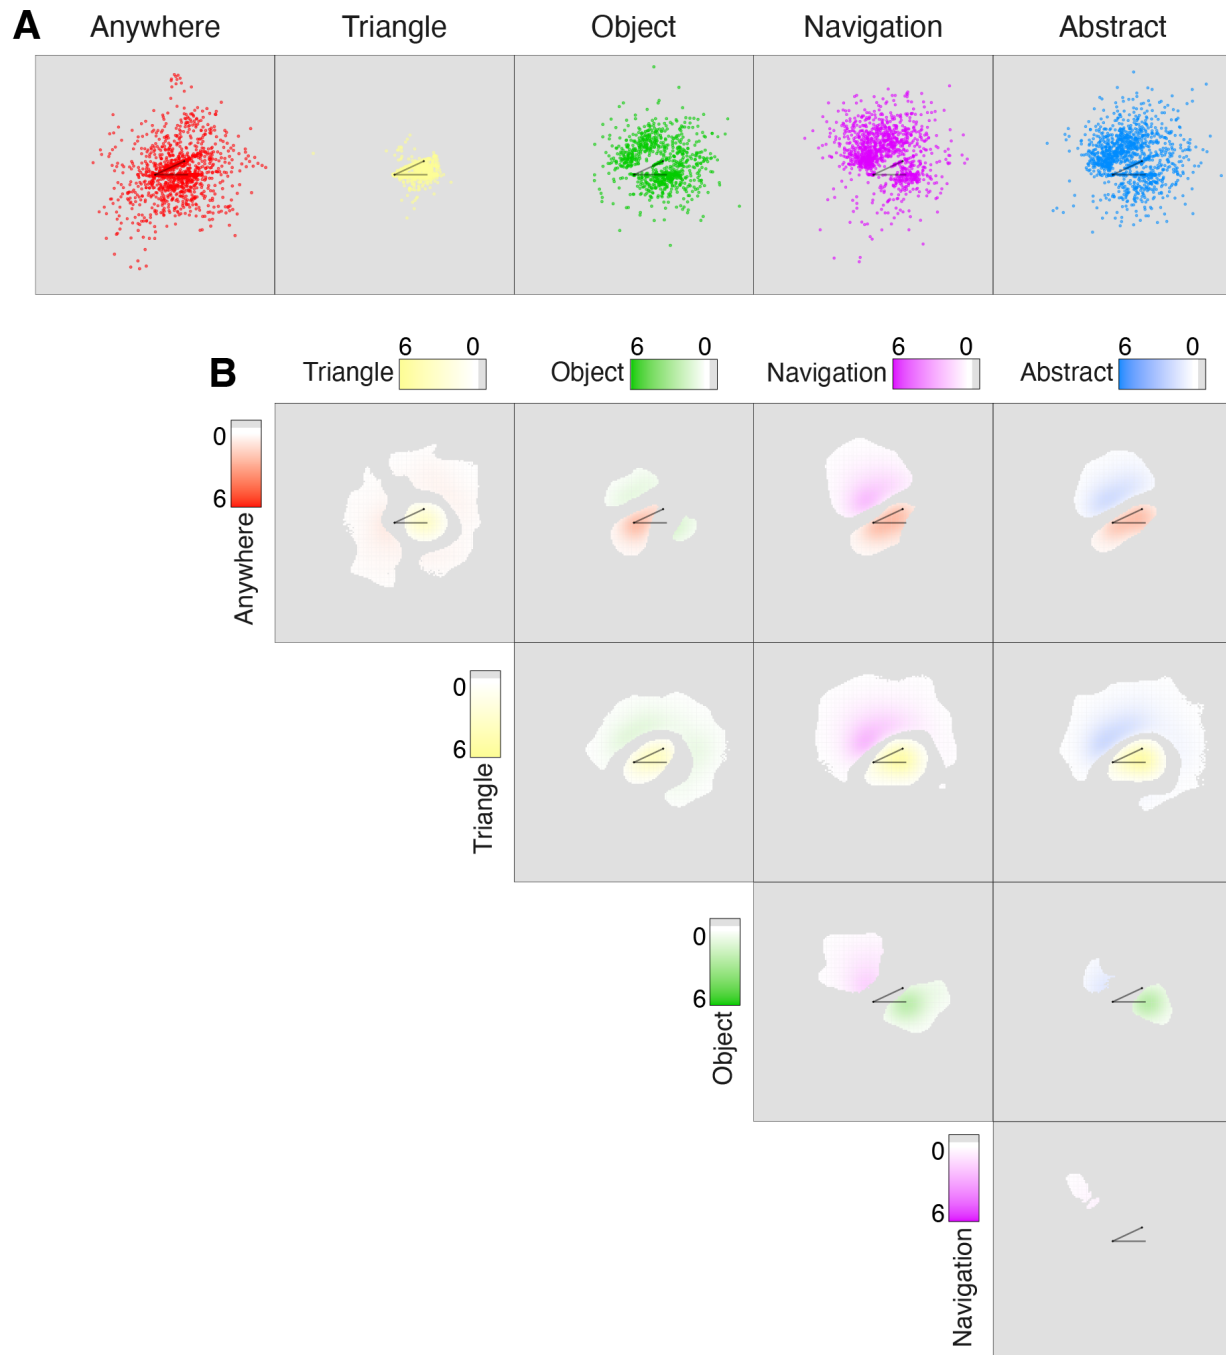 A Anywhere Triangle Object Navigation Abstract
B Triangle 6 0 Object 6 0 Navigation 6 0 Abstract 6 0
0 6 Anywhere
0 6 Triangle
0 6 Object
0 6 Navigation